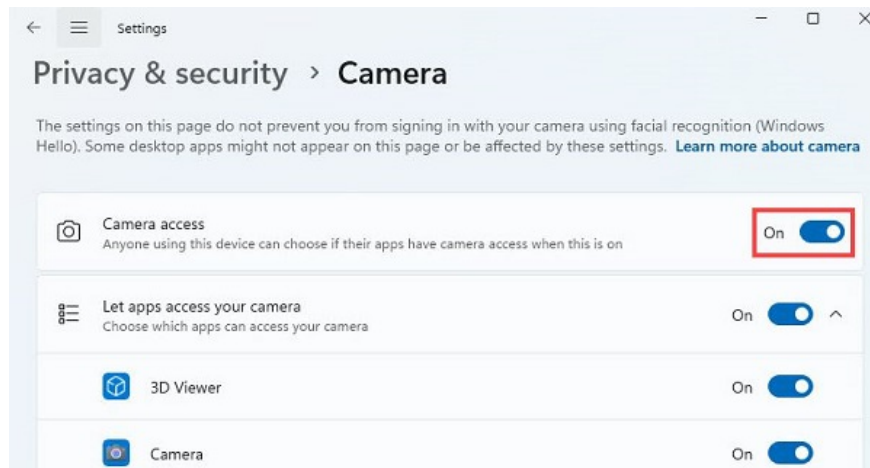 Settings
Privacy & security > Camera
The settings on this page do not prevent you from signing in with your camera using facial recognition (Windows
Hello). Some desktop apps might not appear on this page or be affected by these settings. Learn more about camera
Camera access
Anyone using this device can choose if their apps have camera access when this is on
On
Let apps access your camera
Choose which apps can access your camera
On
3D Viewer On
Camera On